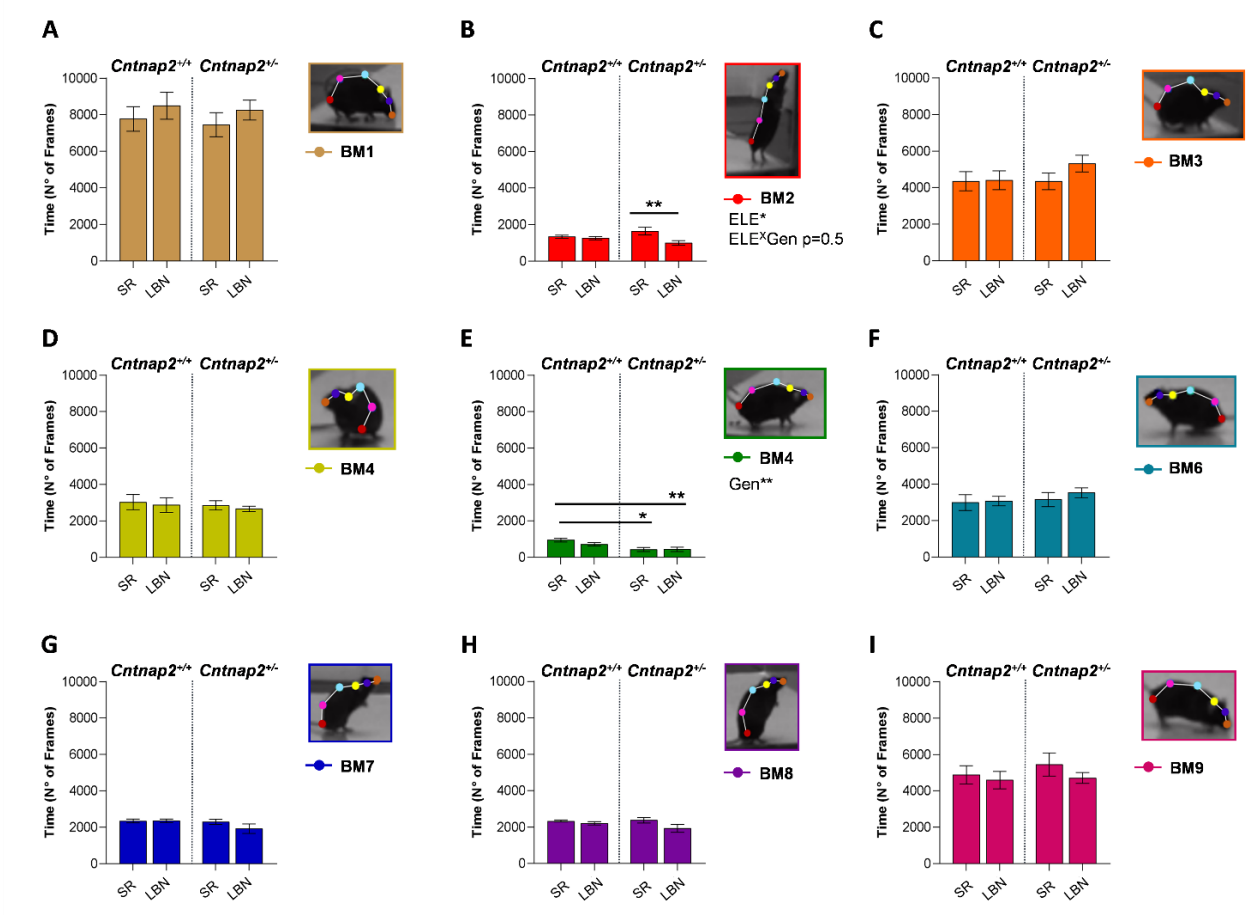 A
Cntnap2+/+ Cntnap2+/-
Time (N° of Frames)
10000
8000
6000
4000
2000
0
SR LBN SR LBN
BM1
B
Cntnap2+/+ Cntnap2+/-
Time (N° of Frames)
10000
8000
6000
4000
2000
0
**
SR LBN SR LBN
BM2
ELE*
ELEXGen p=0.5
C
Cntnap2+/+ Cntnap2+/-
Time (N° of Frames)
10000
8000
6000
4000
2000
0
SR LBN SR LBN
BM3
D
Cntnap2+/+ Cntnap2+/-
Time (N° of Frames)
10000
8000
6000
4000
2000
0
SR LBN SR LBN
BM4
E
Cntnap2+/+ Cntnap2+/-
Time (N° of Frames)
10000
8000
6000
4000
2000
0
**
*
SR LBN SR LBN
BM4
Gen**
F
Cntnap2+/+ Cntnap2+/-
Time (N° of Frames)
10000
8000
6000
4000
2000
0
SR LBN SR LBN
BM6
G
Cntnap2+/+ Cntnap2+/-
Time (N° of Frames)
10000
8000
6000
4000
2000
0
SR LBN SR LBN
BM7
H
Cntnap2+/+ Cntnap2+/-
Time (N° of Frames)
10000
8000
6000
4000
2000
0
SR LBN SR LBN
BM8
I
Cntnap2+/+ Cntnap2+/-
Time (N° of Frames)
10000
8000
6000
4000
2000
0
SR LBN SR LBN
BM9